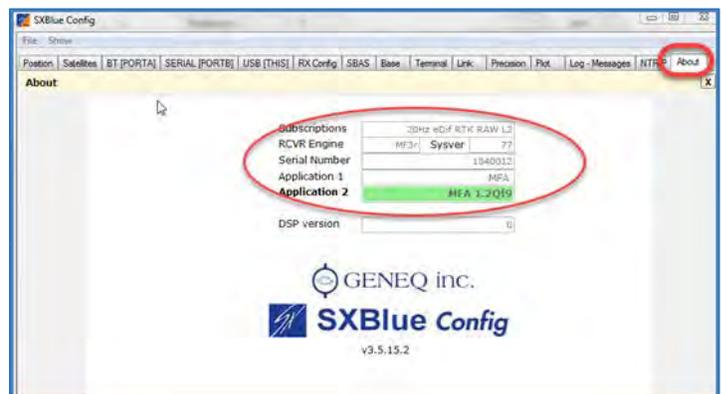 SXBlue Config
File Show
Position Satellites BT [PORTA] SERIAL [PORTB] USB [THIS] RX Config SBAS Base Terminal Link Precision Plot Log - Messages NTRIP About
About X
Subscriptions 20Hz eDif RTK RAW L2
RCVR Engine MF3r Sysver 77
Serial Number 1840012
Application 1 MFA
Application 2 MFA 1.2Qf9
DSP version 0
GENEQ inc.
SXBlue Config
v3.5.15.2